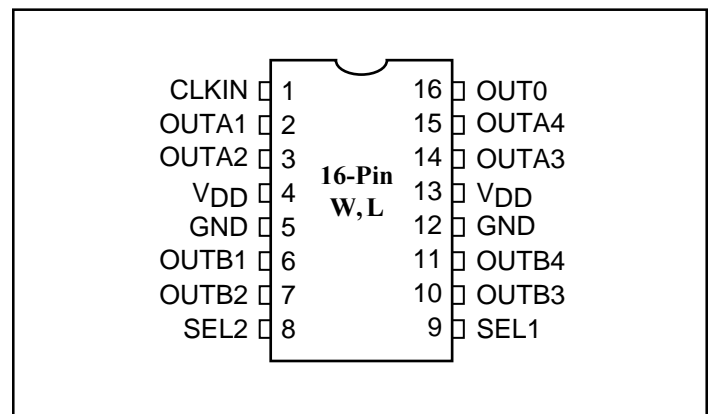 CLKIN 1 16 OUT0
OUTA1 2 15 OUTA4
OUTA2 3 14 OUTA3
16-Pin
VDD 4 13 VDD
W, L
GND 5 12 GND
OUTB1 6 11 OUTB4
OUTB2 7 10 OUTB3
SEL2 8 9 SEL1